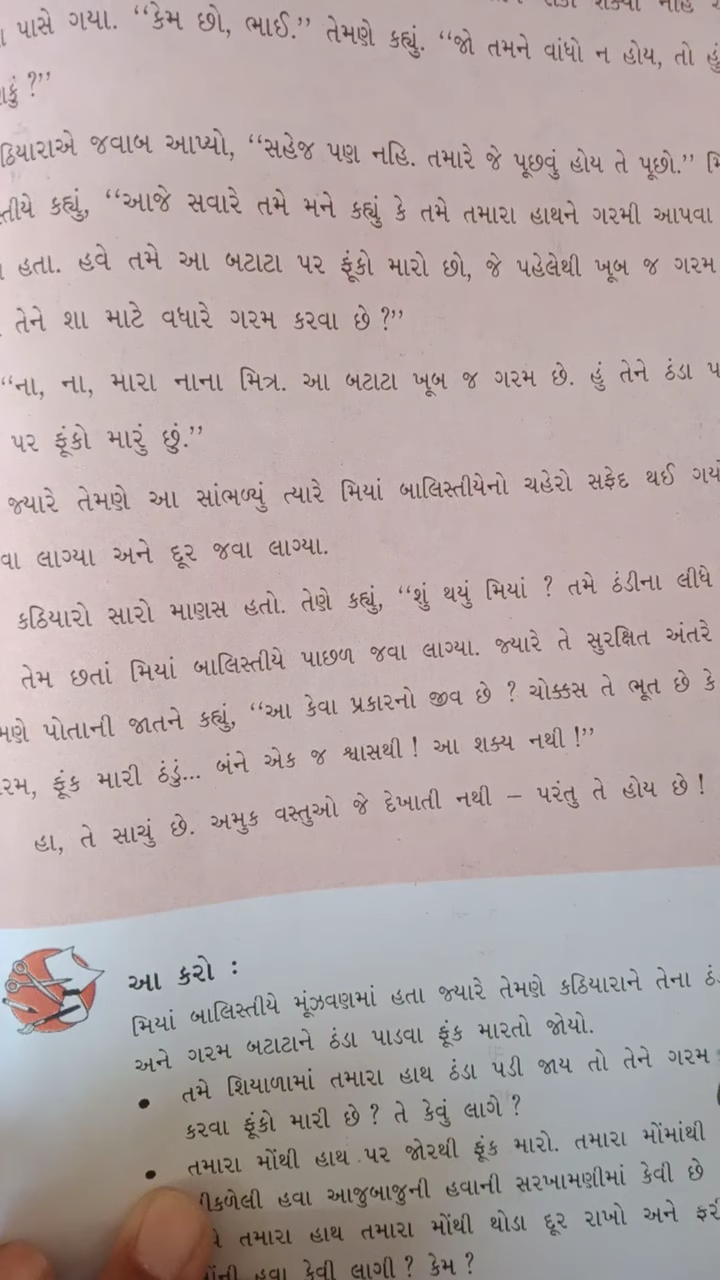 પાસે ગયા. “કેમ છો, ભાઈ.” તેમણે કહ્યું. “જો તમને વાંધો ન હોય, તો હું
?”
જવાબ આપ્યો, “સહેજ પણ નહિ. તમારે જે પૂછવું હોય તે પૂછો.”
કહ્યું, “આજે સવારે તમે મને કહ્યું કે તમે તમારા હાથને ગરમી આપવા
હતા. હવે તમે આ બટાટા પર ફૂંકો મારો છો, જે પહેલેથી ખૂબ જ ગરમ
તેને શા માટે વધારે ગરમ કરવા છે ?”
“ના, ના, મારા નાના મિત્ર. આ બટાટા ખૂબ જ ગરમ છે. હું તેને ઠંડા
પર ફૂંકો મારું છું.”
જ્યારે તેમણે આ સાંભળ્યું ત્યારે મિયાં બાલિસ્તીયેનો ચહેરો સફેદ થઈ
લાગ્યા અને દૂર જવા લાગ્યા.
કઠિયારો સારો માણસ હતો. તેણે કહ્યું, “શું થયું મિયાં ? તમે ઠંડીના લીધે
તેમ છતાં મિયાં બાલિસ્તીયે પાછળ જવા લાગ્યા. જ્યારે તે સુરક્ષિત અંતરે
પોતાની જાતને કહ્યું, “આ કેવા પ્રકારનો જીવ છે ? ચોક્કસ તે ભૂત છે કે
ફૂંક મારી ઠંડું... બંને એક જ શ્વાસથી ! આ શક્ય નથી !”
હા, તે સાચું છે. અમુક વસ્તુઓ જે દેખાતી નથી – પરંતુ તે હોય છે !
આ કરો :
મિયાં બાલિસ્તીયે મૂંઝવણમાં હતા જ્યારે તેમણે કઠિયારાને તેના
અને ગરમ બટાટાને ઠંડા પાડવા ફૂંક મારતો જોયો.
• તમે શિયાળામાં તમારા હાથ ઠંડા પડી જાય તો તેને ગરમ
કરવા ફૂંકો મારી છે ? તે કેવું લાગે ?
• તમારા મોંથી હાથ પર જોરથી ફૂંક મારો. તમારા મોંમાંથી
હવા આજુબાજુની હવાની સરખામણીમાં કેવી છે
તમારા હાથ તમારા મોંથી થોડા દૂર રાખો અને
હવા કેવી લાગી ? કેમ ?